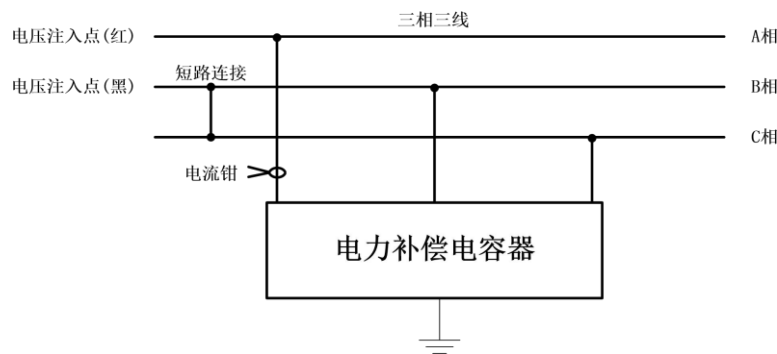 三相三线
电压注入点(红)
A相
短路连接
电压注入点(黑)
B相
C相
电流钳
电力补偿电容器